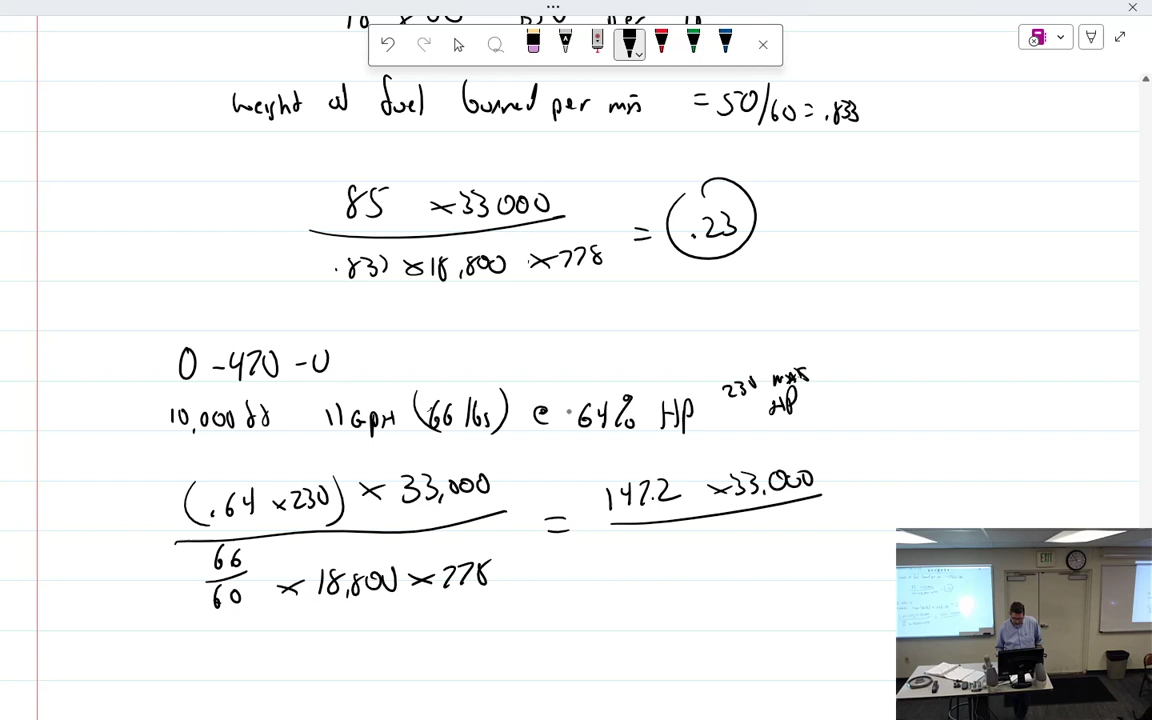 weight of fuel burned per min = 50/60 = .833
85 × 33000
.833 × 18,800 × 778
= .23
O-470-U
230 max HP
10,000 ft 11 GPH (66 lbs) @ .64% HP
(.64 × 230) × 33,000 = 147.2 × 33,000
66
60
× 18,800 × 778
EXIT